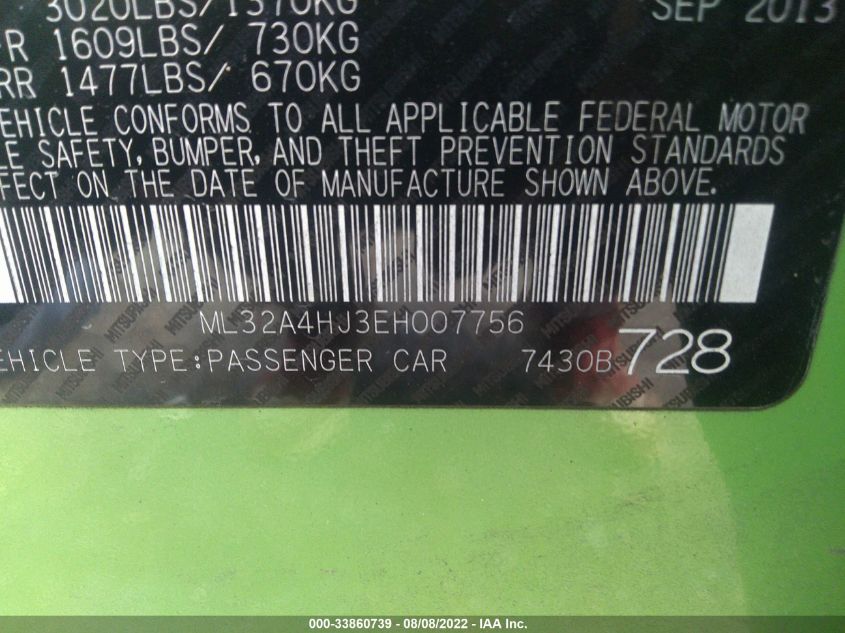 3020LBS/1370KG SEP 2013
R 1609LBS/ 730KG
RR 1477LBS/ 670KG
EHICLE CONFORMS TO ALL APPLICABLE FEDERAL MOTOR
LE SAFETY, BUMPER, AND THEFT PREVENTION STANDARDS
FFECT ON THE DATE OF MANUFACTURE SHOWN ABOVE.
ML32A4HJ3EH007756
EHICLE TYPE:PASSENGER CAR 7430B 728
MITSUBISHI
000-33860739 - 08/08/2022 - IAA Inc.